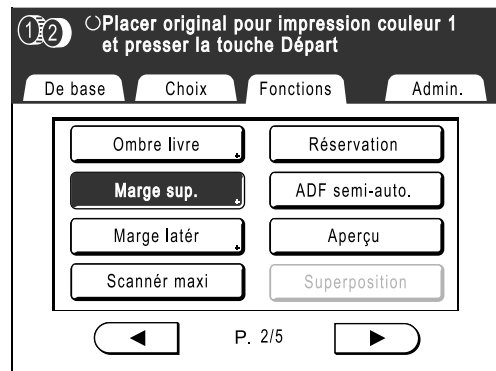 12 Placer original pour impression couleur 1
et presser la touche Départ
De base Choix Fonctions Admin.
Ombre livre Réservation
Marge sup. ADF semi-auto.
Marge latér Aperçu
Scannér maxi Superposition
P. 2/5